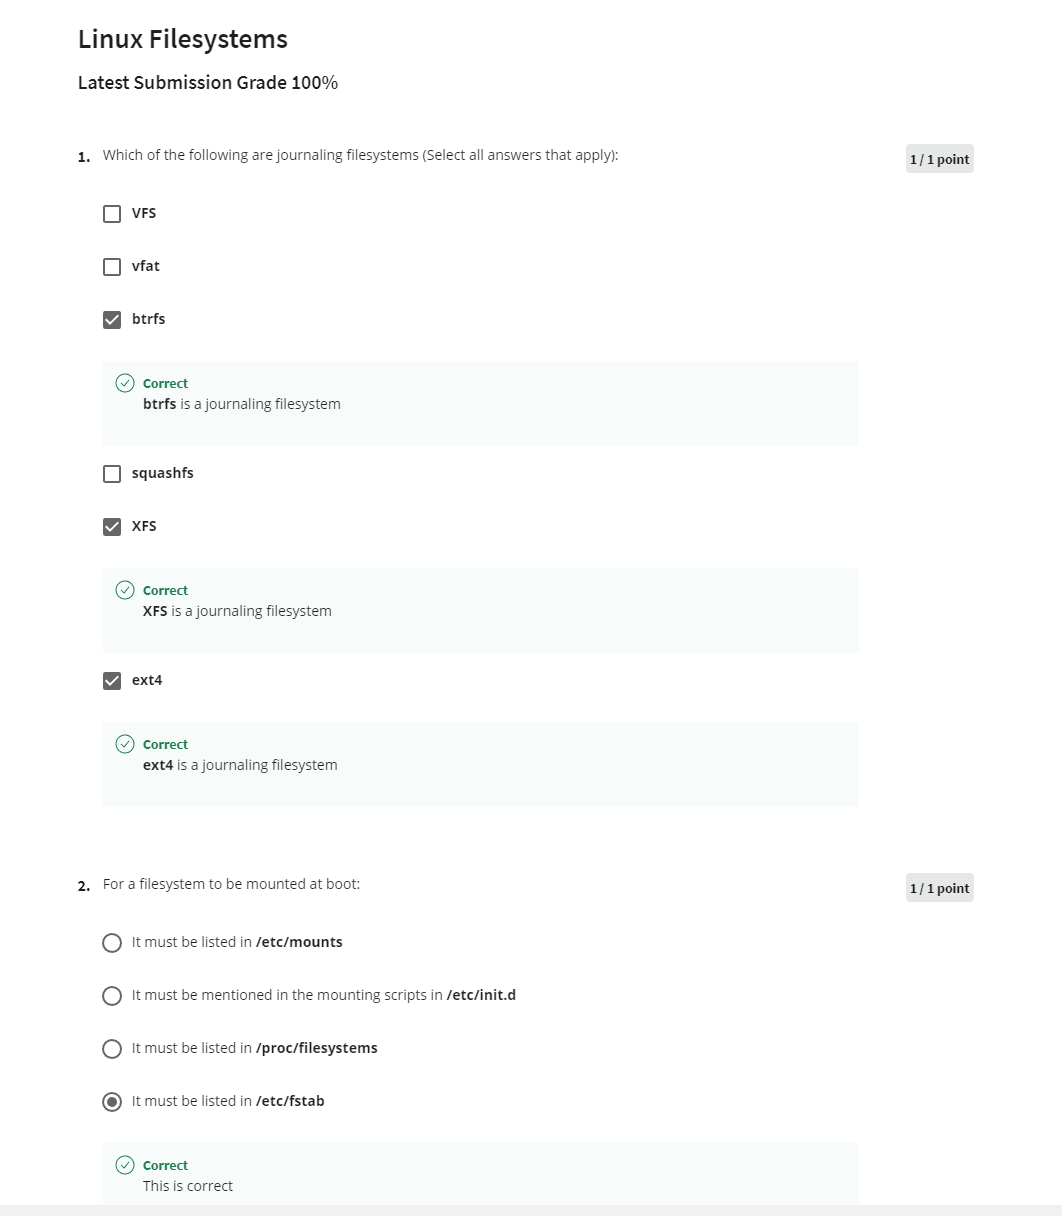 Linux Filesystems
Latest Submission Grade 100%
1. Which of the following are journaling filesystems (Select all answers that apply):
1 / 1 point
VFS
vfat
btrfs
Correct
btrfs is a journaling filesystem
squashfs
XFS
Correct
XFS is a journaling filesystem
ext4
Correct
ext4 is a journaling filesystem
2. For a filesystem to be mounted at boot:
1 / 1 point
It must be listed in /etc/mounts
It must be mentioned in the mounting scripts in /etc/init.d
It must be listed in /proc/filesystems
It must be listed in /etc/fstab
Correct
This is correct